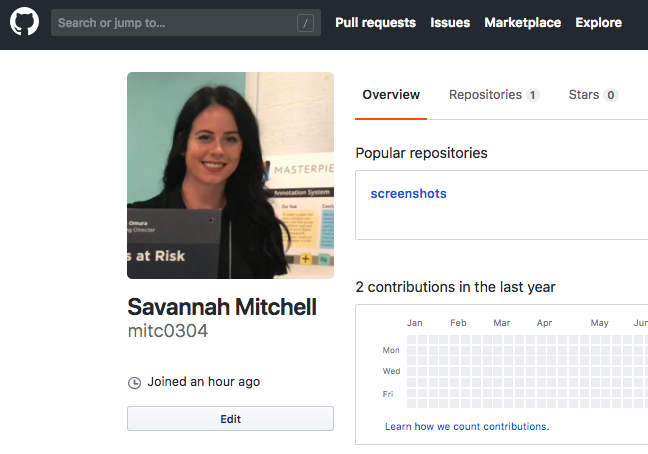 Search or jump to...
/
Pull requests
Issues
Marketplace
Explore
Overview
Repositories 1
Stars 0
MASTERPIE
Annotation System
Omura
ng Director
s at Risk
Savannah Mitchell
mitc0304
Joined an hour ago
Edit
Popular repositories
screenshots
2 contributions in the last year
Jan Feb Mar Apr May Jun
Mon
Wed
Fri
Learn how we count contributions.